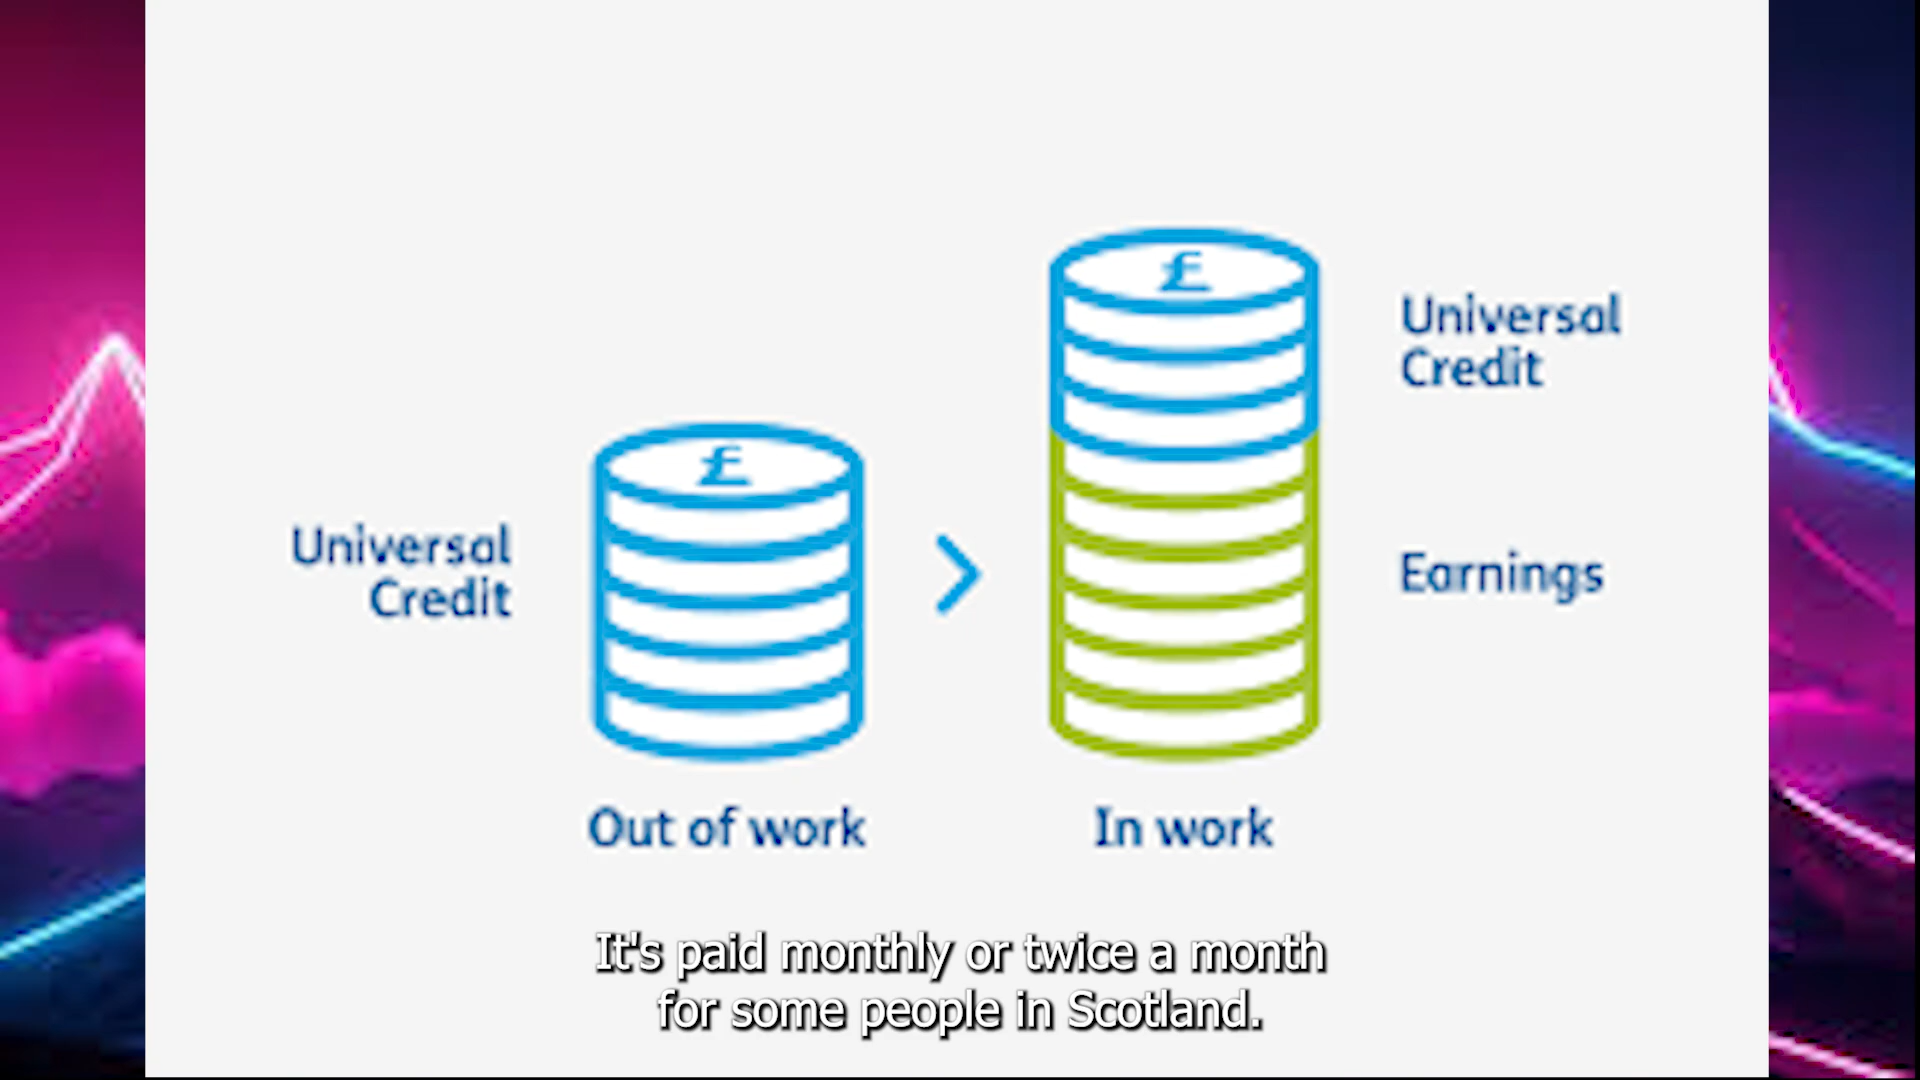 £
Universal
Credit
£
Universal
Credit
Earnings
Out of work
In work
It's paid monthly or twice a month
for some people in Scotland.